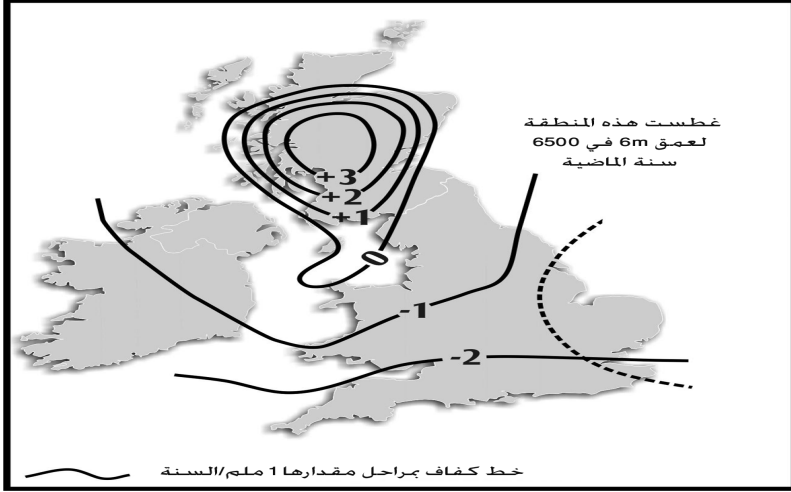 غطست هذه المنطقة
لعمق 6m في 6500
سنة الماضية
+3
+2
+1
0
-1
-2
خط كفاف بمراحل مقدارها 1 ملم/السنة